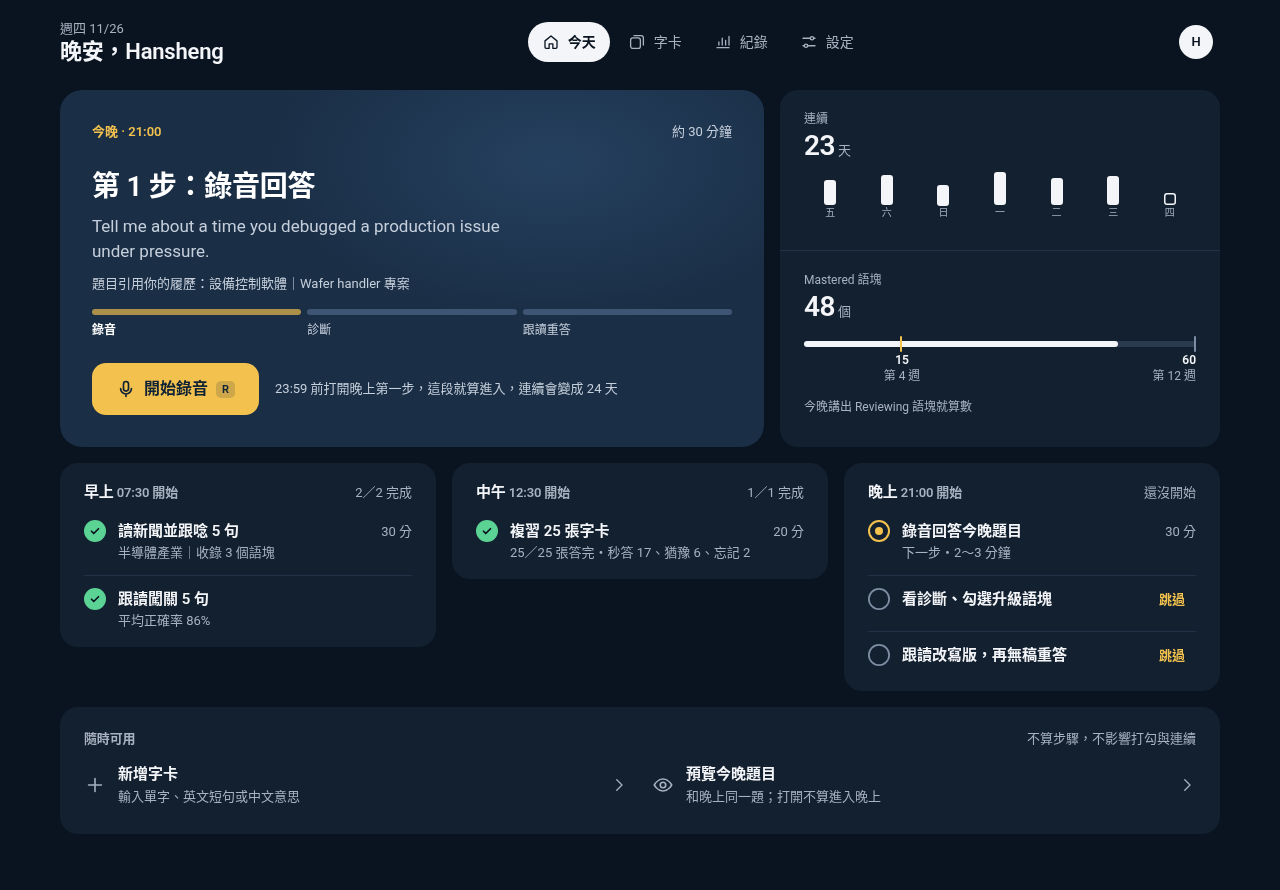 週四 11/26
晚安，Hansheng
今天
字卡
紀錄
設定
H
今晚 · 21:00
約 30 分鐘
第 1 步：錄音回答
Tell me about a time you debugged a production issue
under pressure.
題目引用你的履歷：設備控制軟體｜Wafer handler 專案
錄音
診斷
跟讀重答
開始錄音 R
23:59 前打開晚上第一步，這段就算進入，連續會變成 24 天
連續
23 天
五 六 日 一 二 三 四
Mastered 語塊
48 個
15
60
第 4 週
第 12 週
今晚講出 Reviewing 語塊就算數
早上 07:30 開始
2／2 完成
讀新聞並跟唸 5 句
30 分
半導體產業｜收錄 3 個語塊
跟讀闖關 5 句
平均正確率 86%
中午 12:30 開始
1／1 完成
複習 25 張字卡
20 分
25／25 張答完・秒答 17、猶豫 6、忘記 2
晚上 21:00 開始
還沒開始
錄音回答今晚題目
30 分
下一步・2～3 分鐘
看診斷、勾選升級語塊
跳過
跟讀改寫版，再無稿重答
跳過
隨時可用
不算步驟，不影響打勾與連續
新增字卡
輸入單字、英文短句或中文意思
預覽今晚題目
和晚上同一題；打開不算進入晚上